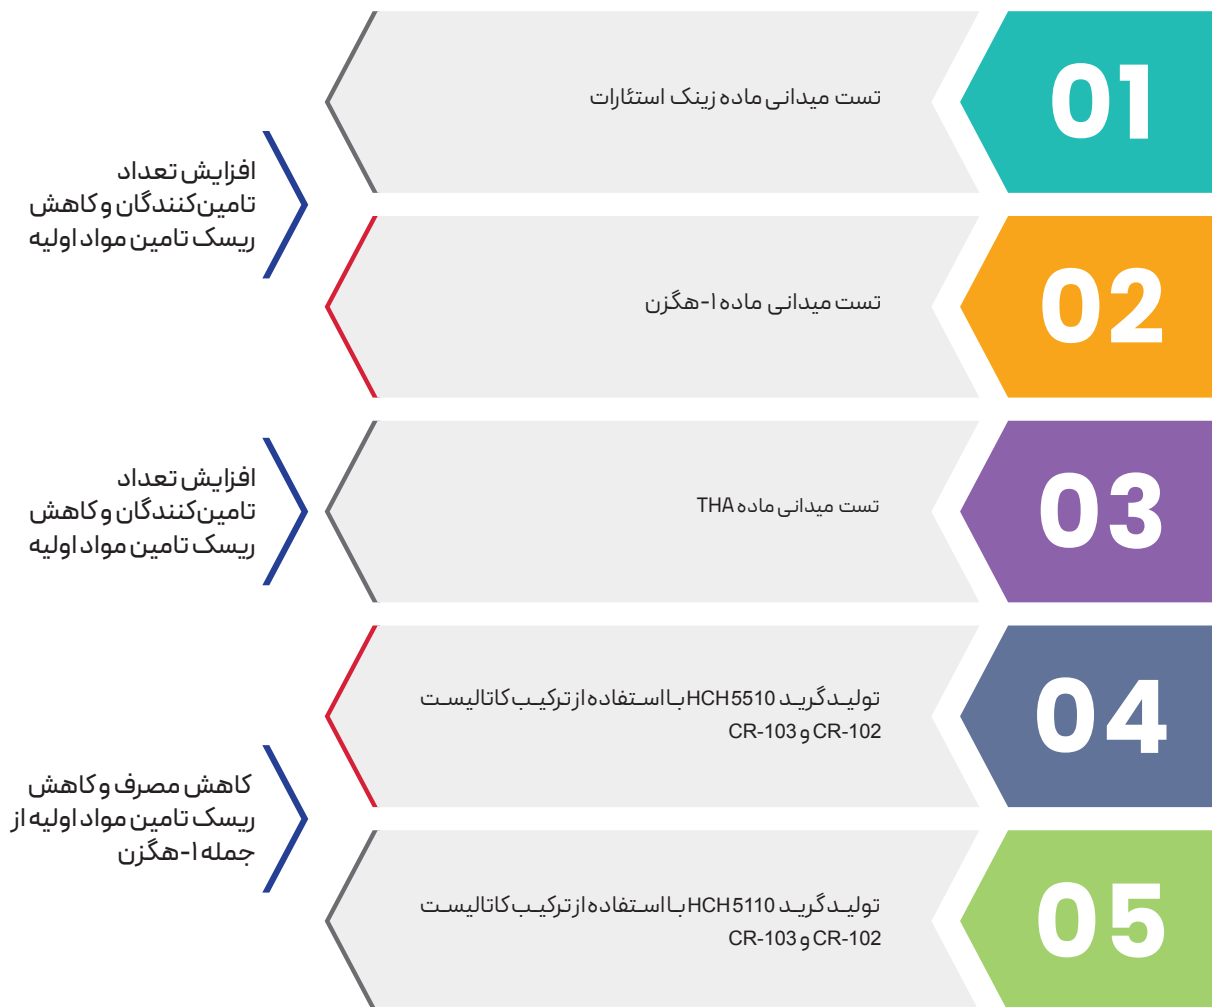 01
تست میدانی ماده زینک استئارات
02
تست میدانی ماده ۱-هگزن
افزایش تعداد
تامین‌کنندگان و کاهش
ریسک تامین مواد اولیه
03
تست میدانی ماده THA
افزایش تعداد
تامین‌کنندگان و کاهش
ریسک تامین مواد اولیه
04
تولید گرید HCH 5510 با استفاده از ترکیب کاتالیست
CR-102 و CR-103
05
تولید گرید HCH 5110 با استفاده از ترکیب کاتالیست
CR-102 و CR-103
کاهش مصرف و کاهش
ریسک تامین مواد اولیه از
جمله ۱-هگزن